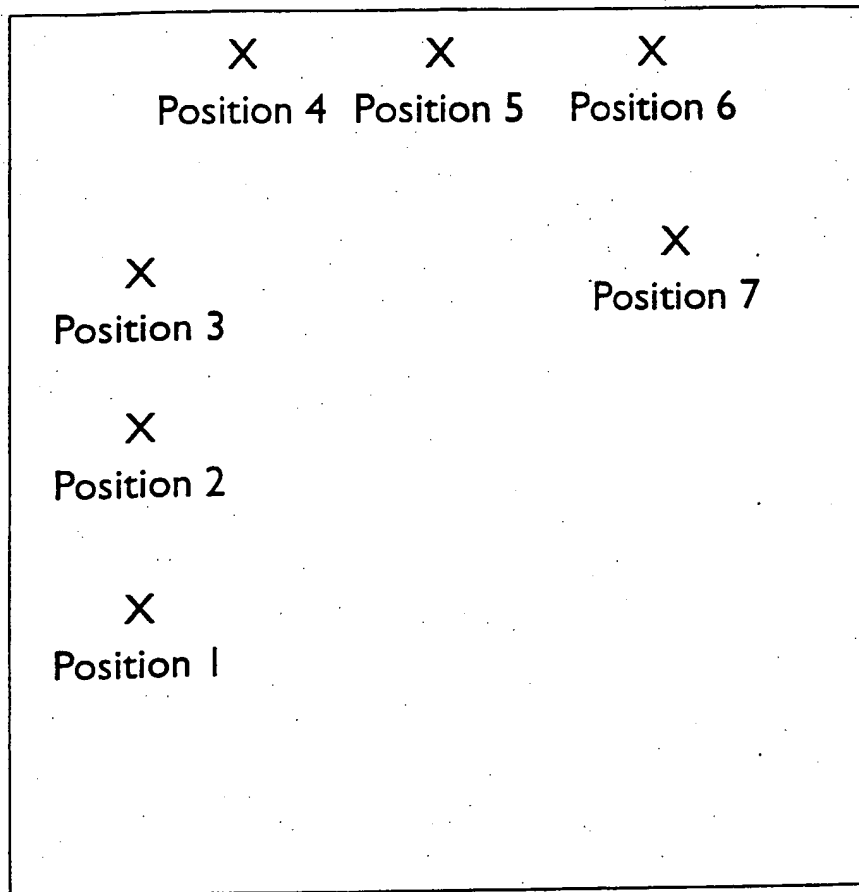 X X X
Position 4 Position 5 Position 6
X
Position 7
X
Position 3
X
Position 2
X
Position 1